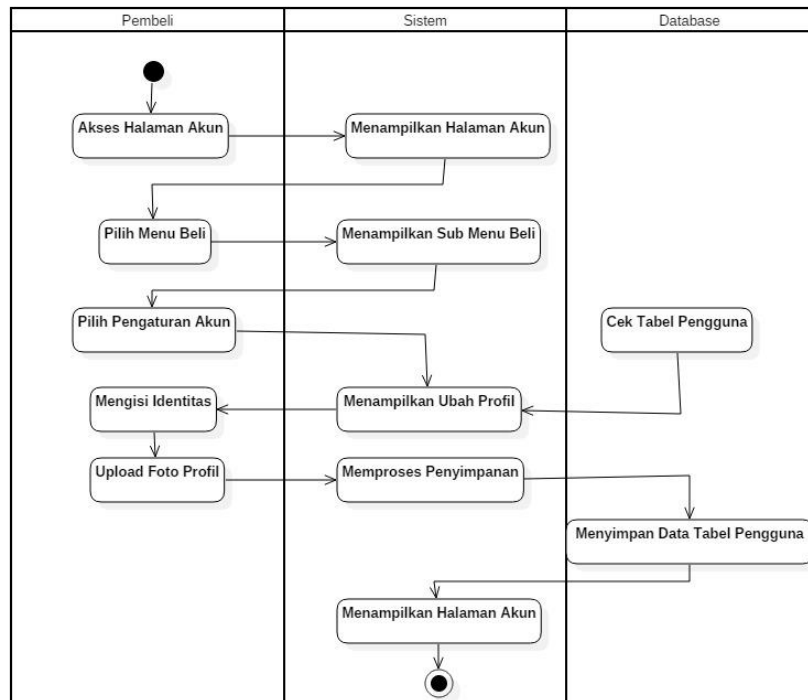 Pembeli
Sistem
Database
Akses Halaman Akun
Menampilkan Halaman Akun
Pilih Menu Beli
Menampilkan Sub Menu Beli
Pilih Pengaturan Akun
Cek Tabel Pengguna
Mengisi Identitas
Menampilkan Ubah Profil
Upload Foto Profil
Memproses Penyimpanan
Menyimpan Data Tabel Pengguna
Menampilkan Halaman Akun